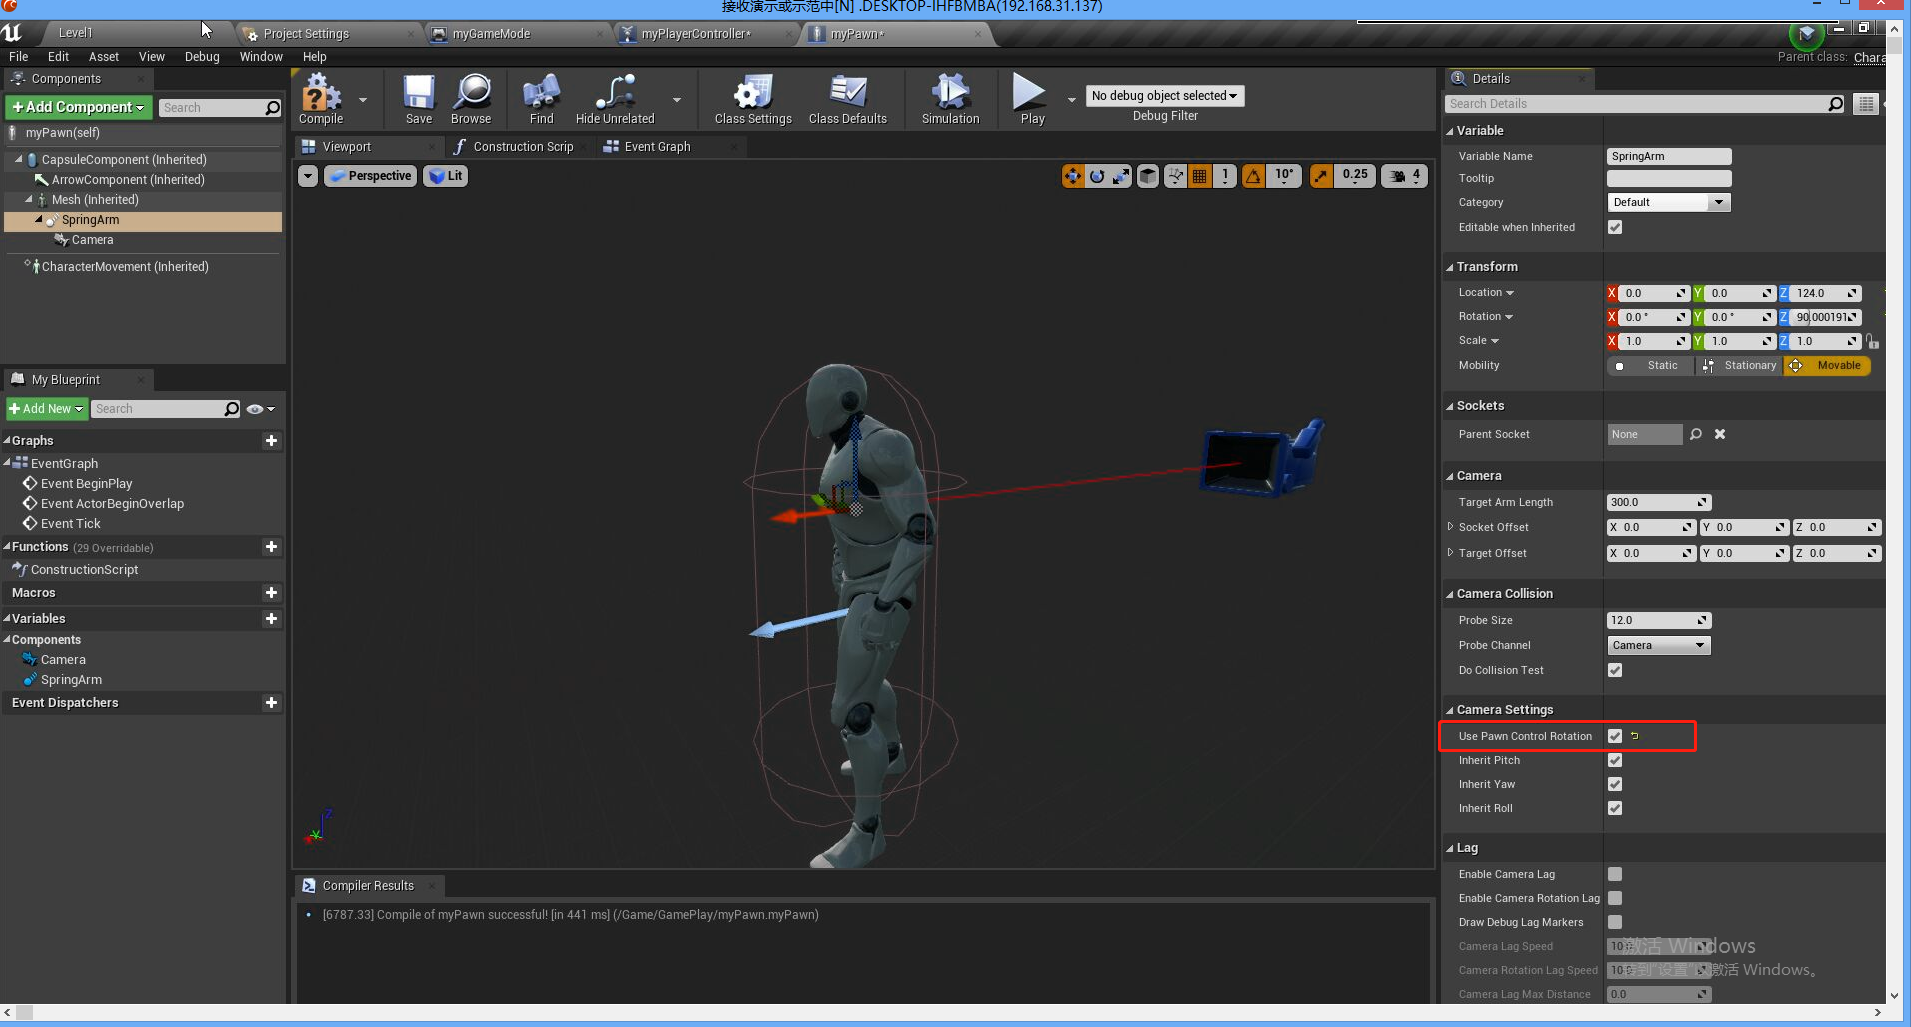 接收演示或示范中[N] .DESKTOP-IHFBMBA(192.168.31.137)
Level1
Project Settings
myGameMode
myPlayerController*
myPawn*
File Edit Asset View Debug Window Help
Parent class: Chara
Components
+Add Component
Search
myPawn(self)
CapsuleComponent (Inherited)
ArrowComponent (Inherited)
Mesh (Inherited)
SpringArm
Camera
CharacterMovement (Inherited)
My Blueprint
+Add New
Search
Graphs
EventGraph
Event BeginPlay
Event ActorBeginOverlap
Event Tick
Functions (29 Overridable)
ConstructionScript
Macros
Variables
Components
Camera
SpringArm
Event Dispatchers
Compile
Save
Browse
Find
Hide Unrelated
Class Settings
Class Defaults
Simulation
Play
No debug object selected
Debug Filter
Viewport
Construction Scrip
Event Graph
Perspective
Lit
1
10°
0.25
4
Z
Y
Compiler Results
[6787.33] Compile of myPawn successful! [in 441 ms] (/Game/GamePlay/myPawn.myPawn)
Details
Search Details
Variable
Variable Name SpringArm
Tooltip
Category Default
Editable when Inherited
Transform
Location X 0.0 Y 0.0 Z 124.0
Rotation X 0.0 ° Y 0.0 ° Z 90.000191
Scale X 1.0 Y 1.0 Z 1.0
Mobility Static Stationary Movable
Sockets
Parent Socket None
Camera
Target Arm Length 300.0
Socket Offset X 0.0 Y 0.0 Z 0.0
Target Offset X 0.0 Y 0.0 Z 0.0
Camera Collision
Probe Size 12.0
Probe Channel Camera
Do Collision Test
Camera Settings
Use Pawn Control Rotation
Inherit Pitch
Inherit Yaw
Inherit Roll
Lag
Enable Camera Lag
Enable Camera Rotation Lag
Draw Debug Lag Markers
Camera Lag Speed
激活 Windows
Camera Rotation Lag Speed
转到"设置"以激活 Windows。
Camera Lag Max Distance 0.0